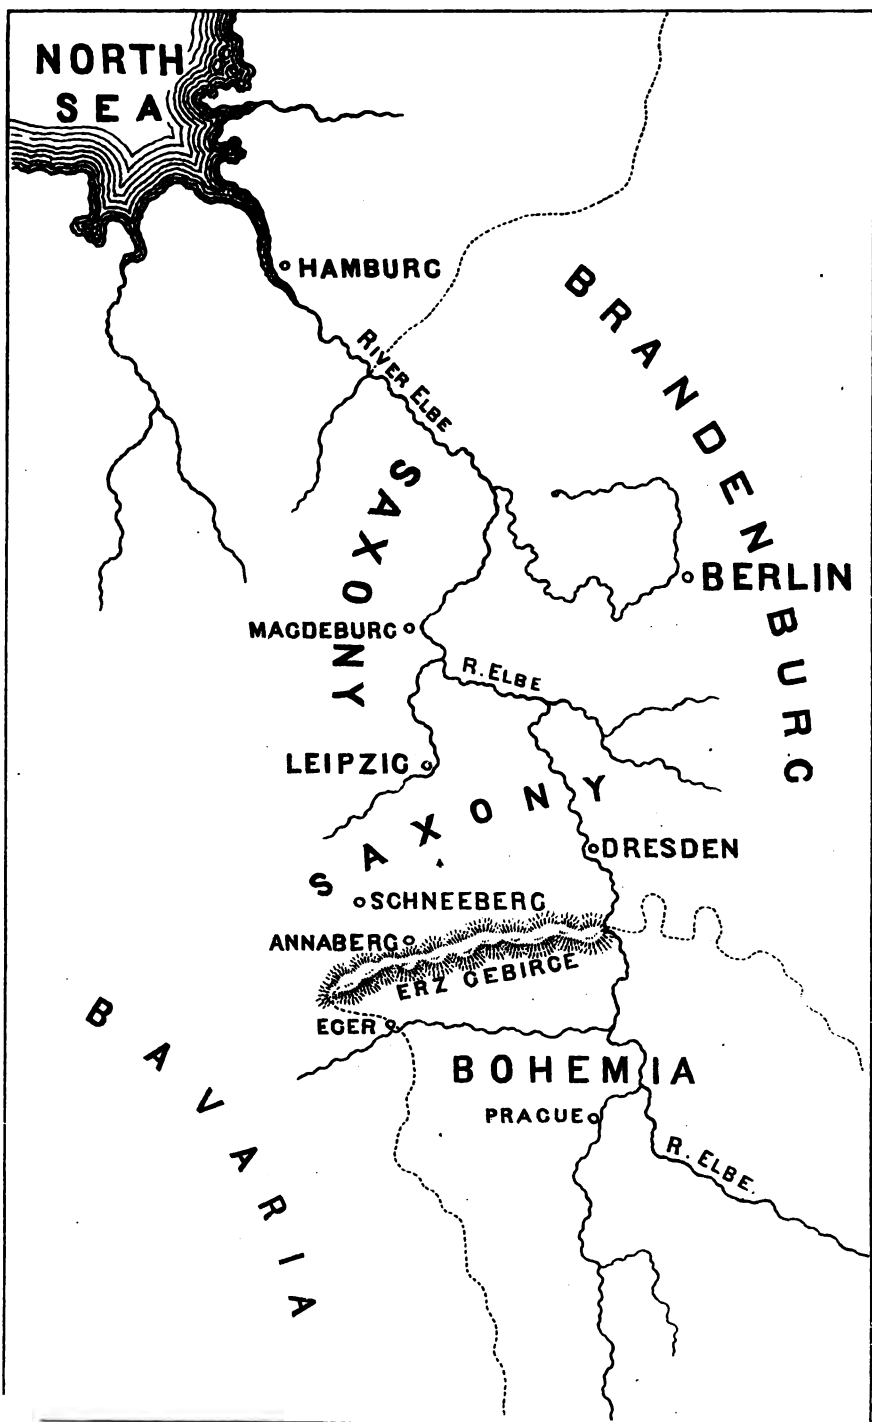 NORTH
SEA
HAMBURG
RIVER ELBE
BRANDENBURG
SAXONY
BERLIN
MAGDEBURG
R. ELBE
LEIPZIG
SAXONY
DRESDEN
SCHNEEBERG
ANNABERG
ERZ GEBIRGE
EGER
BAVARIA
BOHEMIA
PRAGUE
R. ELBE.